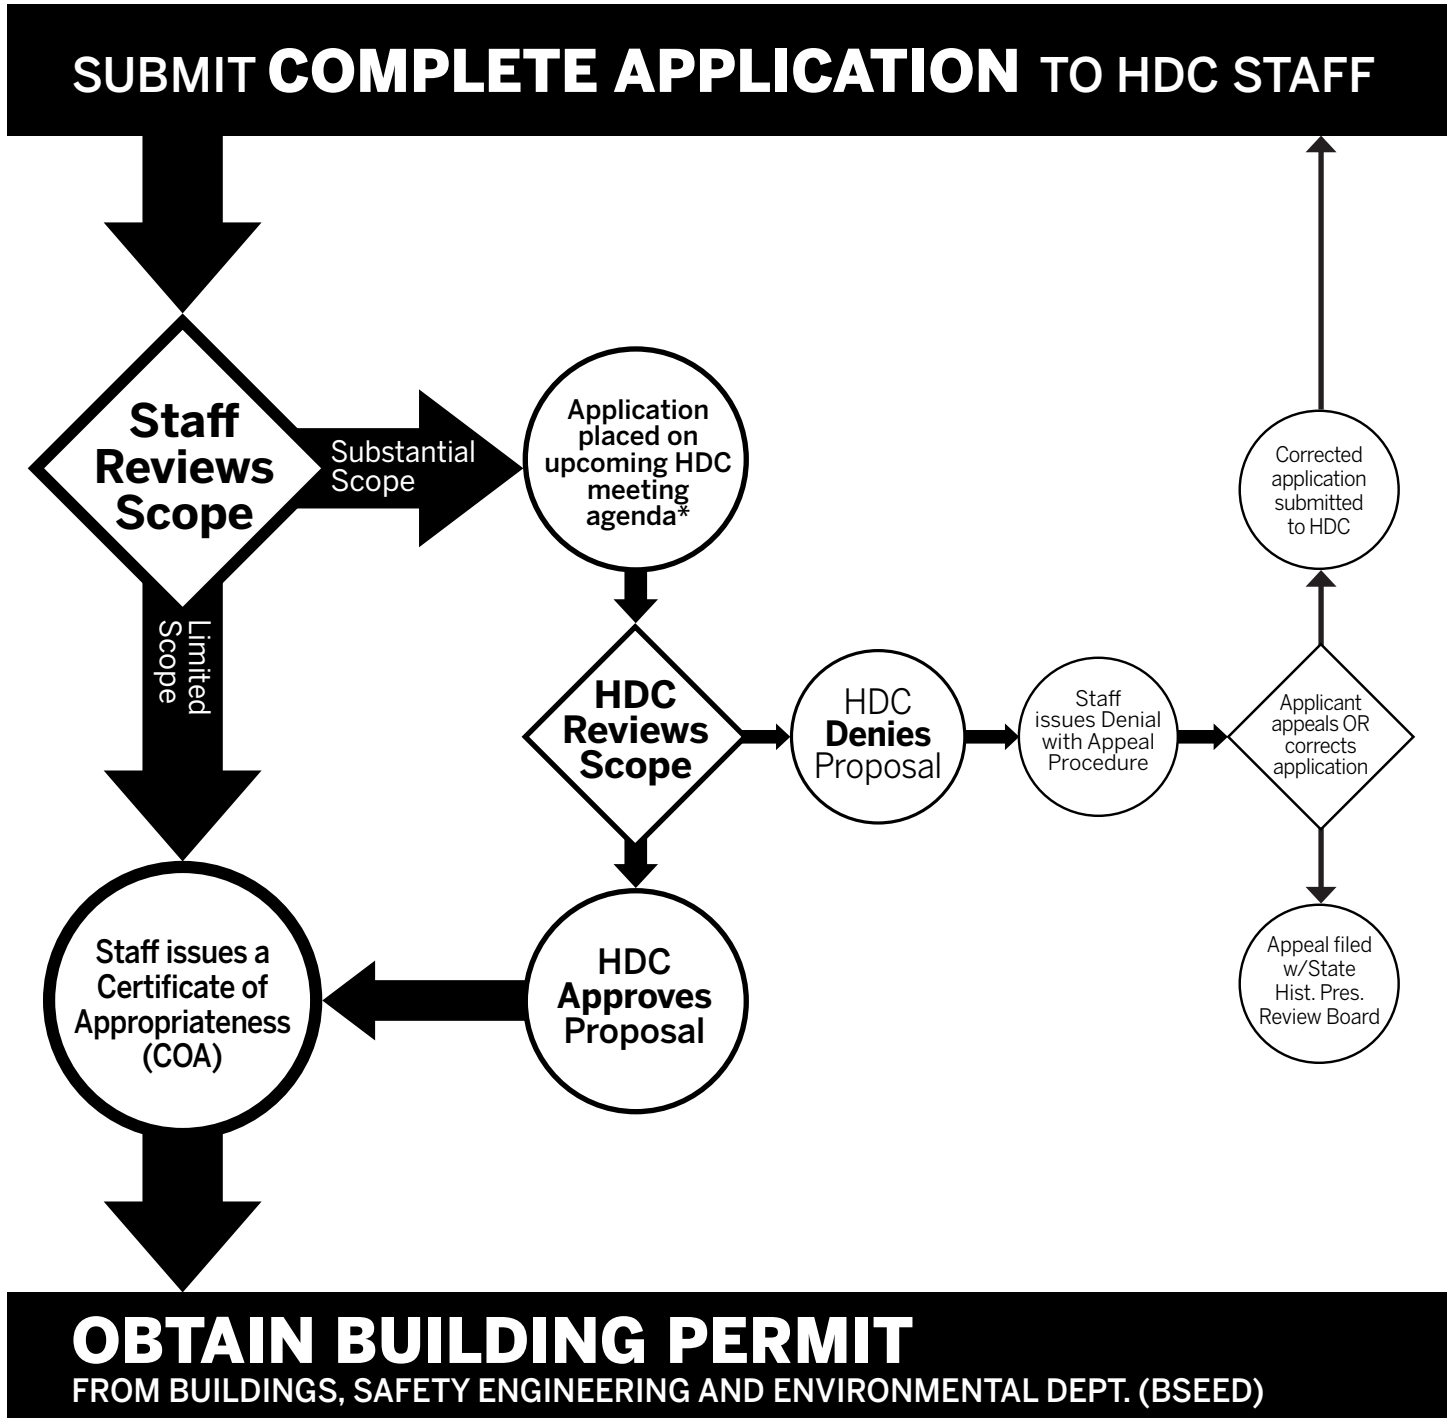 SUBMIT COMPLETE APPLICATION TO HDC STAFF
Staff
Reviews
Scope
Substantial
Scope
Application
placed on
upcoming HDC
meeting
agenda*
Corrected
application
submitted
to HDC
Limited
Scope
HDC
Reviews
Scope
HDC
Denies
Proposal
Staff
issues Denial
with Appeal
Procedure
Applicant
appeals OR
corrects
application
Staff issues a
Certificate of
Appropriateness
(COA)
HDC
Approves
Proposal
Appeal filed
w/State
Hist. Pres.
Review Board
OBTAIN BUILDING PERMIT
FROM BUILDINGS, SAFETY ENGINEERING AND ENVIRONMENTAL DEPT. (BSEED)